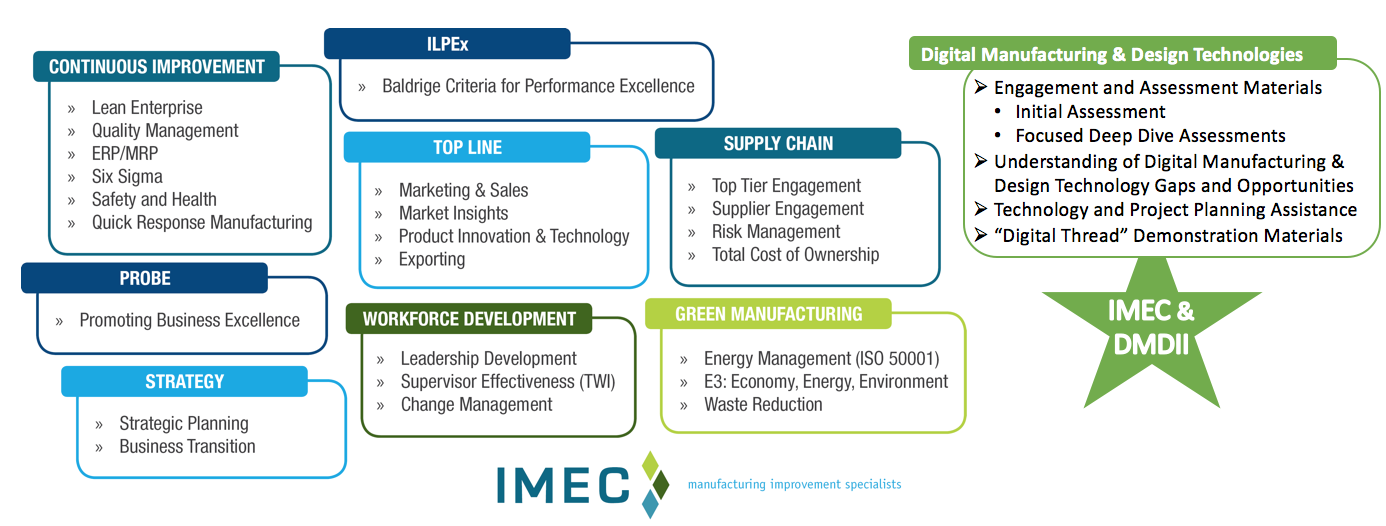 CONTINUOUS IMPROVEMENT
» Lean Enterprise
» Quality Management
» ERP/MRP
» Six Sigma
» Safety and Health
» Quick Response Manufacturing
PROBE
» Promoting Business Excellence
STRATEGY
» Strategic Planning
» Business Transition
ILPEx
» Baldrige Criteria for Performance Excellence
TOP LINE
» Marketing & Sales
» Market Insights
» Product Innovation & Technology
» Exporting
WORKFORCE DEVELOPMENT
» Leadership Development
» Supervisor Effectiveness (TWI)
» Change Management
SUPPLY CHAIN
» Top Tier Engagement
» Supplier Engagement
» Risk Management
» Total Cost of Ownership
GREEN MANUFACTURING
» Energy Management (ISO 50001)
» E3: Economy, Energy, Environment
» Waste Reduction
Digital Manufacturing & Design Technologies
➢ Engagement and Assessment Materials
• Initial Assessment
• Focused Deep Dive Assessments
➢ Understanding of Digital Manufacturing &
Design Technology Gaps and Opportunities
➢ Technology and Project Planning Assistance
➢ “Digital Thread” Demonstration Materials
IMEC &
DMDII
IMEC
manufacturing improvement specialists